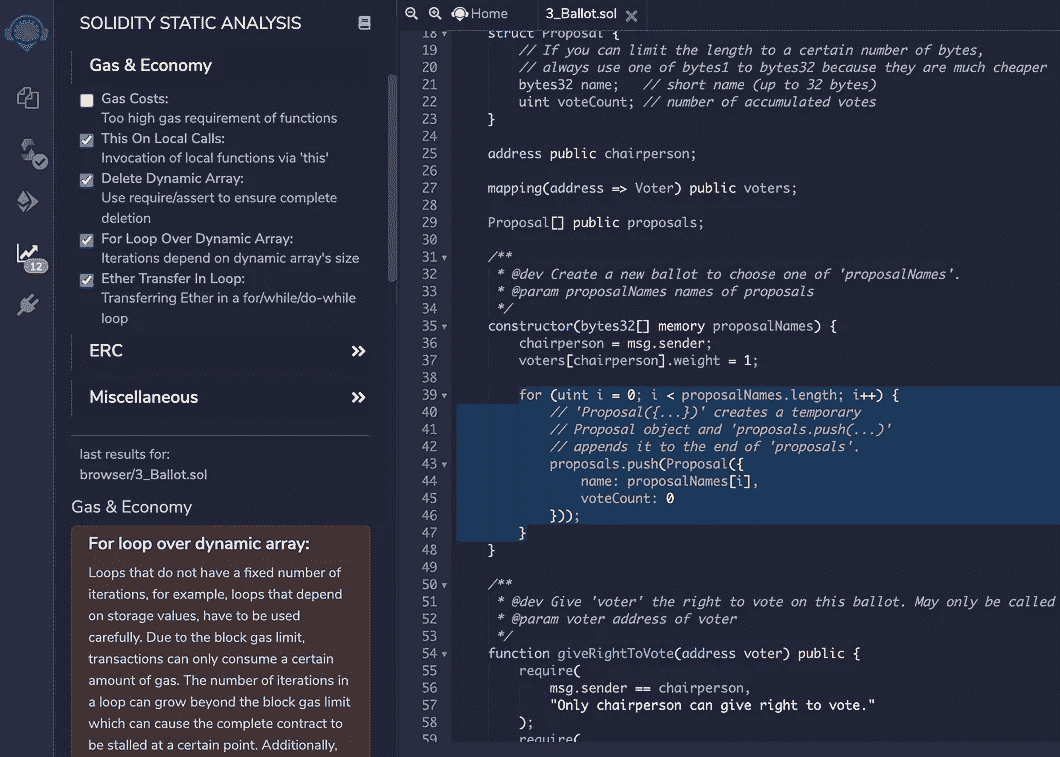 SOLIDITY STATIC ANALYSIS
Gas & Economy
Gas Costs:
Too high gas requirement of functions
This On Local Calls:
Invocation of local functions via 'this'
Delete Dynamic Array:
Use require/assert to ensure complete
deletion
For Loop Over Dynamic Array:
Iterations depend on dynamic array's size
Ether Transfer In Loop:
Transferring Ether in a for/while/do-while
loop
ERC
Miscellaneous
12
last results for:
browser/3_Ballot.sol
Gas & Economy
For loop over dynamic array:
Loops that do not have a fixed number of
iterations, for example, loops that depend
on storage values, have to be used
carefully. Due to the block gas limit,
transactions can only consume a certain
amount of gas. The number of iterations in
a loop can grow beyond the block gas limit
which can cause the complete contract to
be stalled at a certain point. Additionally,
Home
3_Ballot.sol
18 struct Proposal {
19 // If you can limit the length to a certain number of bytes,
20 // always use one of bytes1 to bytes32 because they are much cheaper
21 bytes32 name;   // short name (up to 32 bytes)
22 uint voteCount; // number of accumulated votes
23 }
24
25 address public chairperson;
26
27 mapping(address => Voter) public voters;
28
29 Proposal[] public proposals;
30
31 /**
32 * @dev Create a new ballot to choose one of 'proposalNames'.
33 * @param proposalNames names of proposals
34 */
35 constructor(bytes32[] memory proposalNames) {
36 chairperson = msg.sender;
37 voters[chairperson].weight = 1;
38
39 for (uint i = 0; i < proposalNames.length; i++) {
40 // 'Proposal({...})' creates a temporary
41 // Proposal object and 'proposals.push(...)'
42 // appends it to the end of 'proposals'.
43 proposals.push(Proposal({
44 name: proposalNames[i],
45 voteCount: 0
46 }));
47 }
48 }
49
50 /**
51 * @dev Give 'voter' the right to vote on this ballot. May only be called
52 * @param voter address of voter
53 */
54 function giveRightToVote(address voter) public {
55 require(
56 msg.sender == chairperson,
57 "Only chairperson can give right to vote."
58 );
59 require(